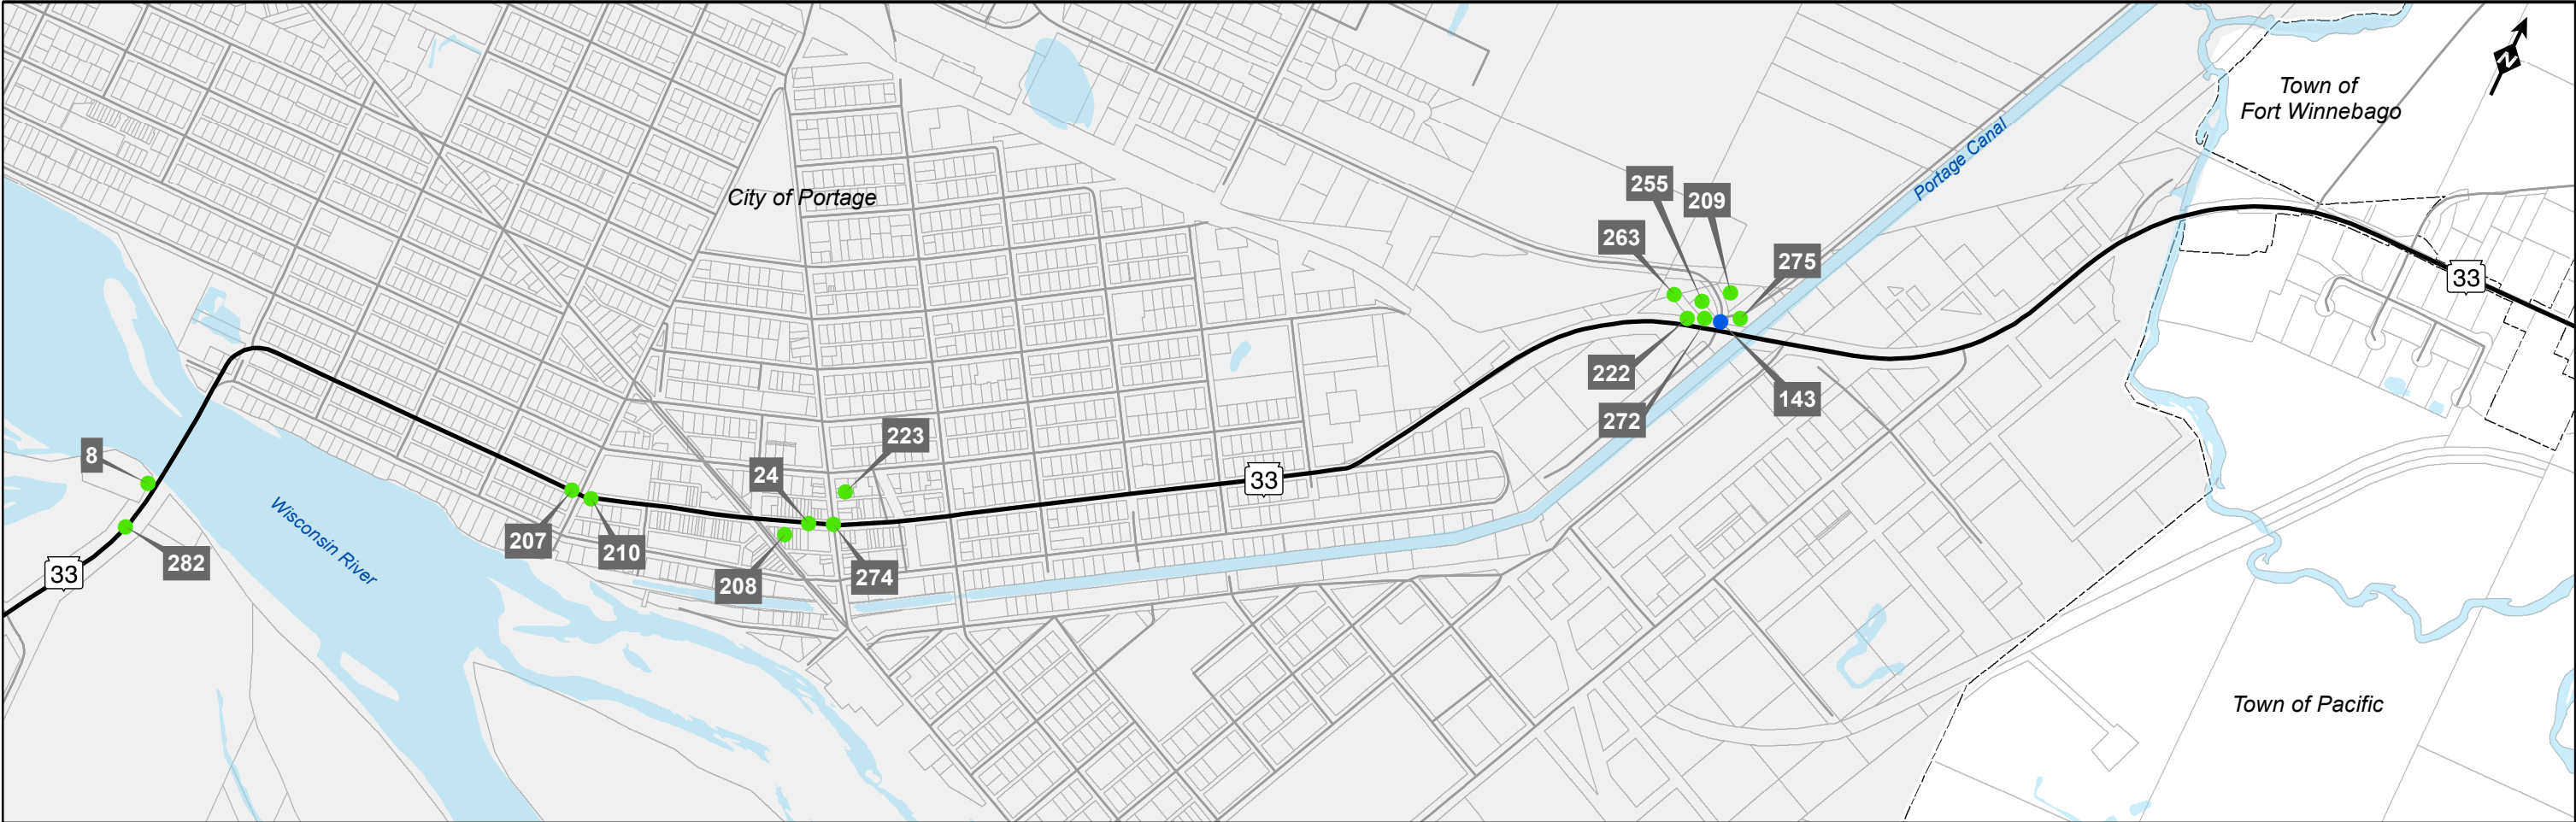 N
Town of
Fort Winnebago
Portage Canal
City of Portage
255
209
263
275
33
222
143
272
223
8
24
33
207
210
282
Wisconsin River
33
208
274
Town of Pacific